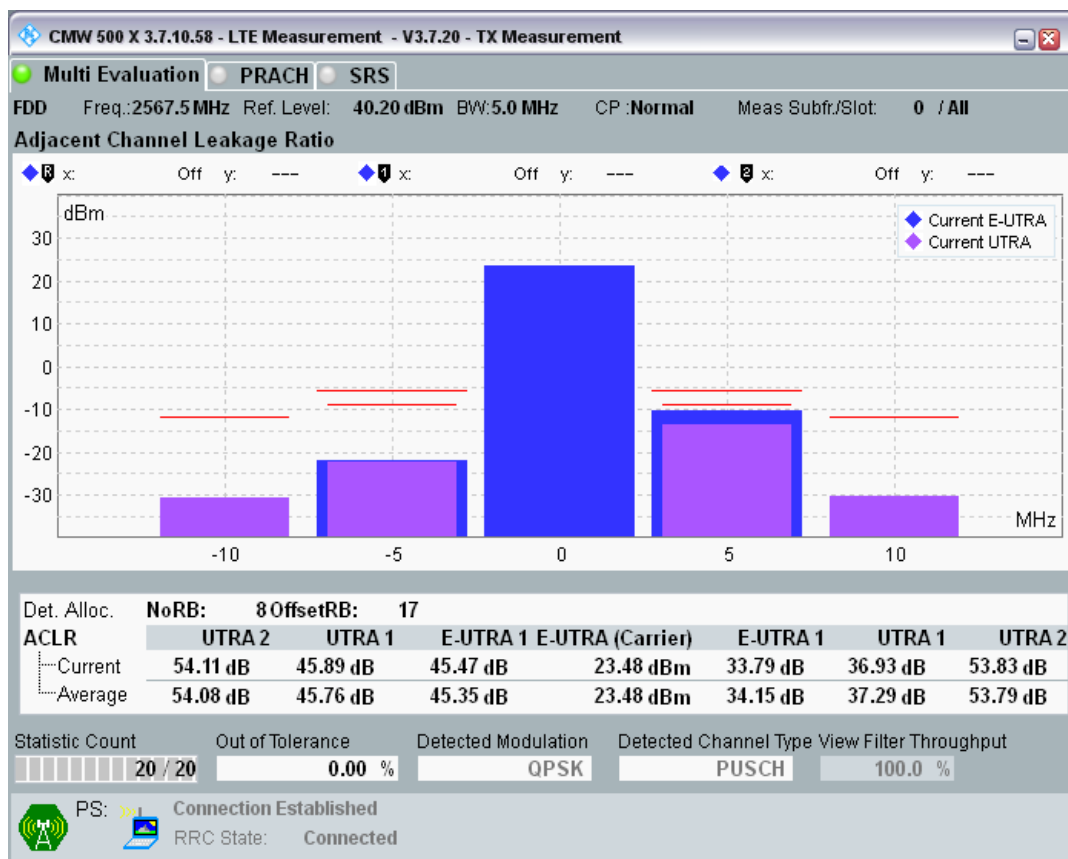 CMW 500 X 3.7.10.58 - LTE Measurement - V3.7.20 - TX Measurement
Multi Evaluation PRACH SRS
FDD Freq.:2567.5 MHz Ref. Level: 40.20 dBm BW:5.0 MHz CP :Normal Meas Subfr./Slot: 0 / All
Adjacent Channel Leakage Ratio
R x: Off y: --- 1 x: Off y: --- 2 x: Off y: ---
dBm
Current E-UTRA
Current UTRA
30
20
10
0
-10
-20
-30
MHz
-10 -5 0 5 10
Det. Alloc. NoRB: 8 OffsetRB: 17
ACLR UTRA 2 UTRA 1 E-UTRA 1 E-UTRA (Carrier) E-UTRA 1 UTRA 1 UTRA 2
Current 54.11 dB 45.89 dB 45.47 dB 23.48 dBm 33.79 dB 36.93 dB 53.83 dB
Average 54.08 dB 45.76 dB 45.35 dB 23.48 dBm 34.15 dB 37.29 dB 53.79 dB
Statistic Count Out of Tolerance Detected Modulation Detected Channel Type View Filter Throughput
20 / 20 0.00 % QPSK PUSCH 100.0 %
PS: Connection Established
RRC State: Connected